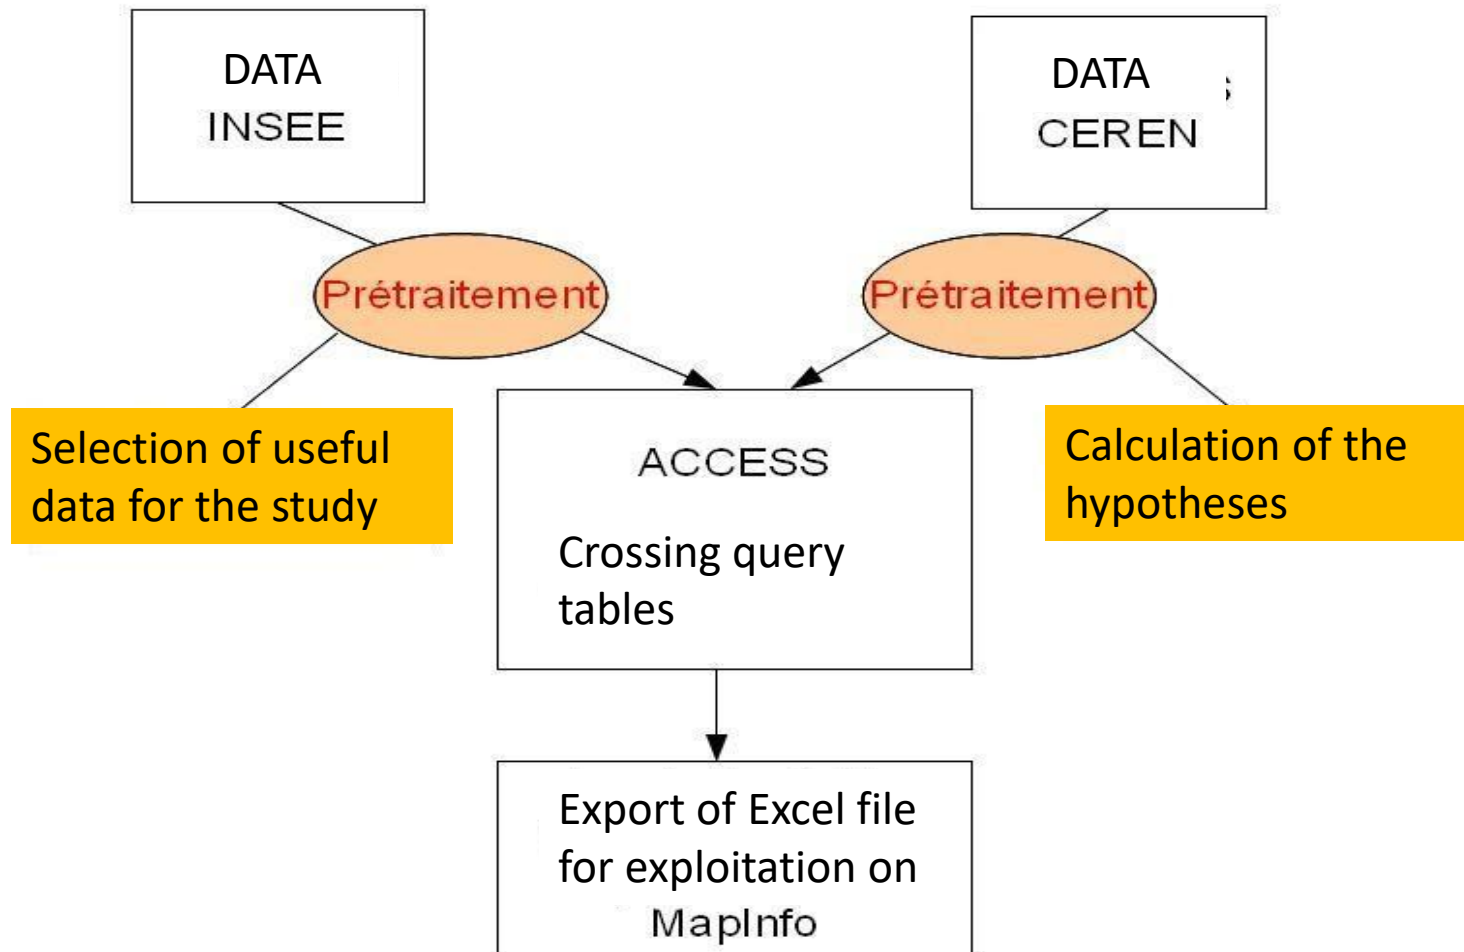 DATA
INSEE
DATA
CEREN
Prétraitement
Prétraitement
Selection of useful
data for the study
ACCESS
Crossing query
tables
Calculation of the
hypotheses
Export of Excel file
for exploitation on
MapInfo